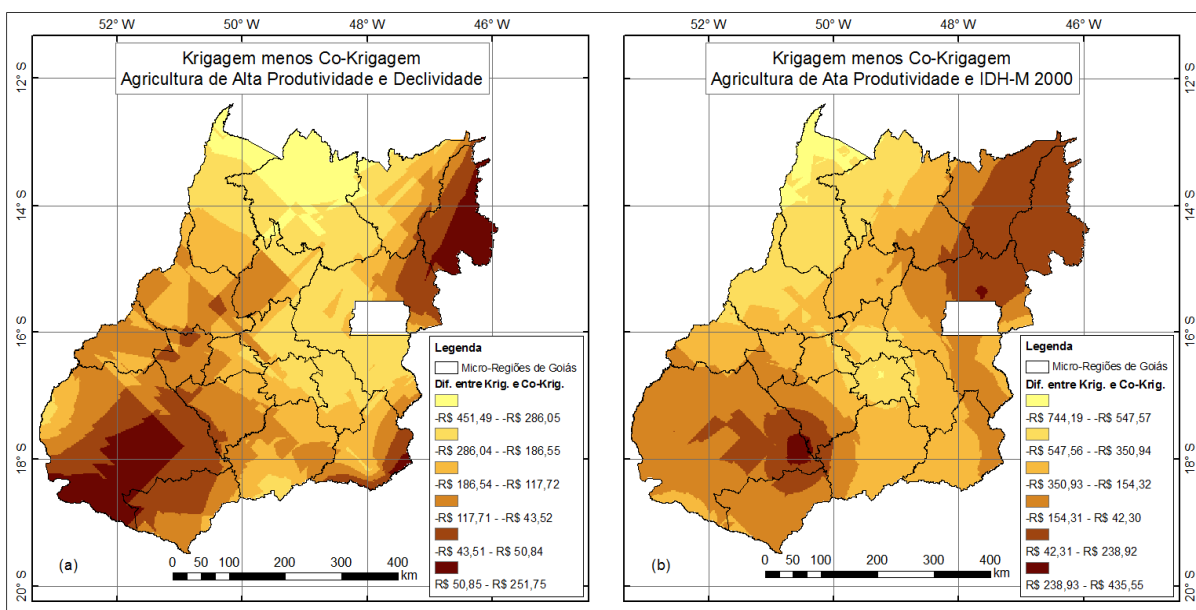 52° W
50° W
48° W
46° W
Krigagem menos Co-Krigagem
Agricultura de Alta Produtividade e Declividade
12° S
14° S
16° S
18° S
20° S
Legenda
Micro-Regiões de Goiás
Dif. entre Krig. e Co-Krig.
-R$ 451,49 - -R$ 286,05
-R$ 286,04 - -R$ 186,55
-R$ 186,54 - -R$ 117,72
-R$ 117,71 - -R$ 43,52
-R$ 43,51 - R$ 50,84
R$ 50,85 - R$ 251,75
(a)
0 50 100 200 300 400
km
52° W
50° W
48° W
46° W
Krigagem menos Co-Krigagem
Agricultura de Ata Produtividade e IDH-M 2000
12° S
14° S
16° S
18° S
20° S
Legenda
Micro-Regiões de Goiás
Dif. entre Krig. e Co-Krig.
-R$ 744,19 - -R$ 547,57
-R$ 547,56 - -R$ 350,94
-R$ 350,93 - -R$ 154,32
-R$ 154,31 - R$ 42,30
R$ 42,31 - R$ 238,92
R$ 238,93 - R$ 435,55
(b)
0 50 100 200 300 400
km